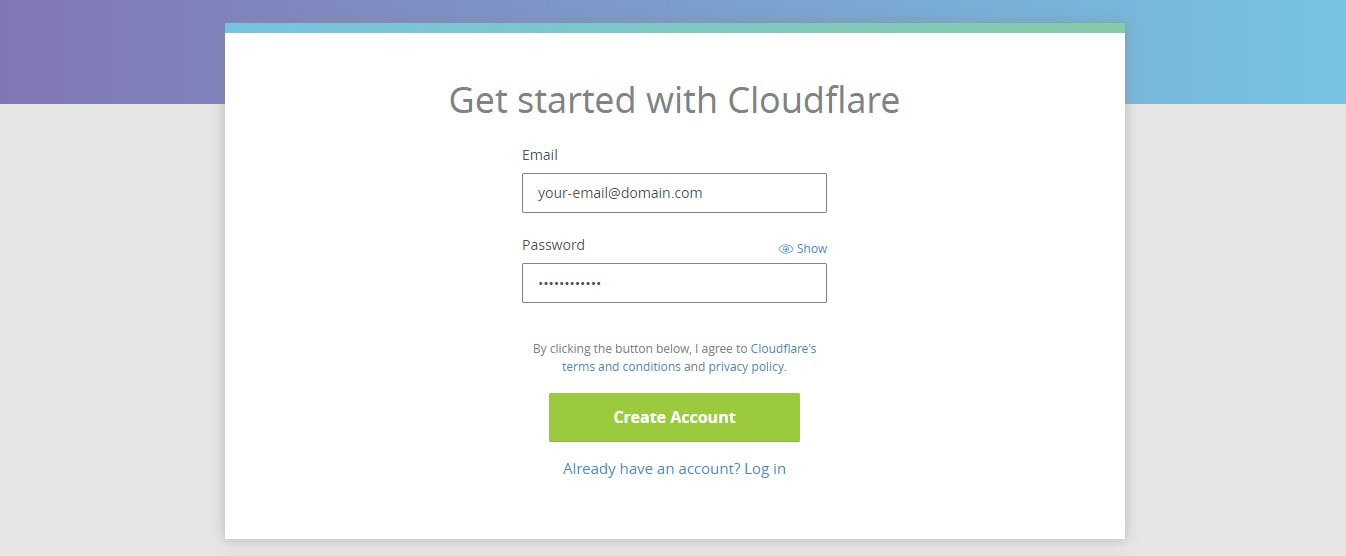 Get started with Cloudflare
Email
your-email@domain.com
Password
Show
••••••••••••
By clicking the button below, I agree to Cloudflare's
terms and conditions and privacy policy.
Create Account
Already have an account? Log in